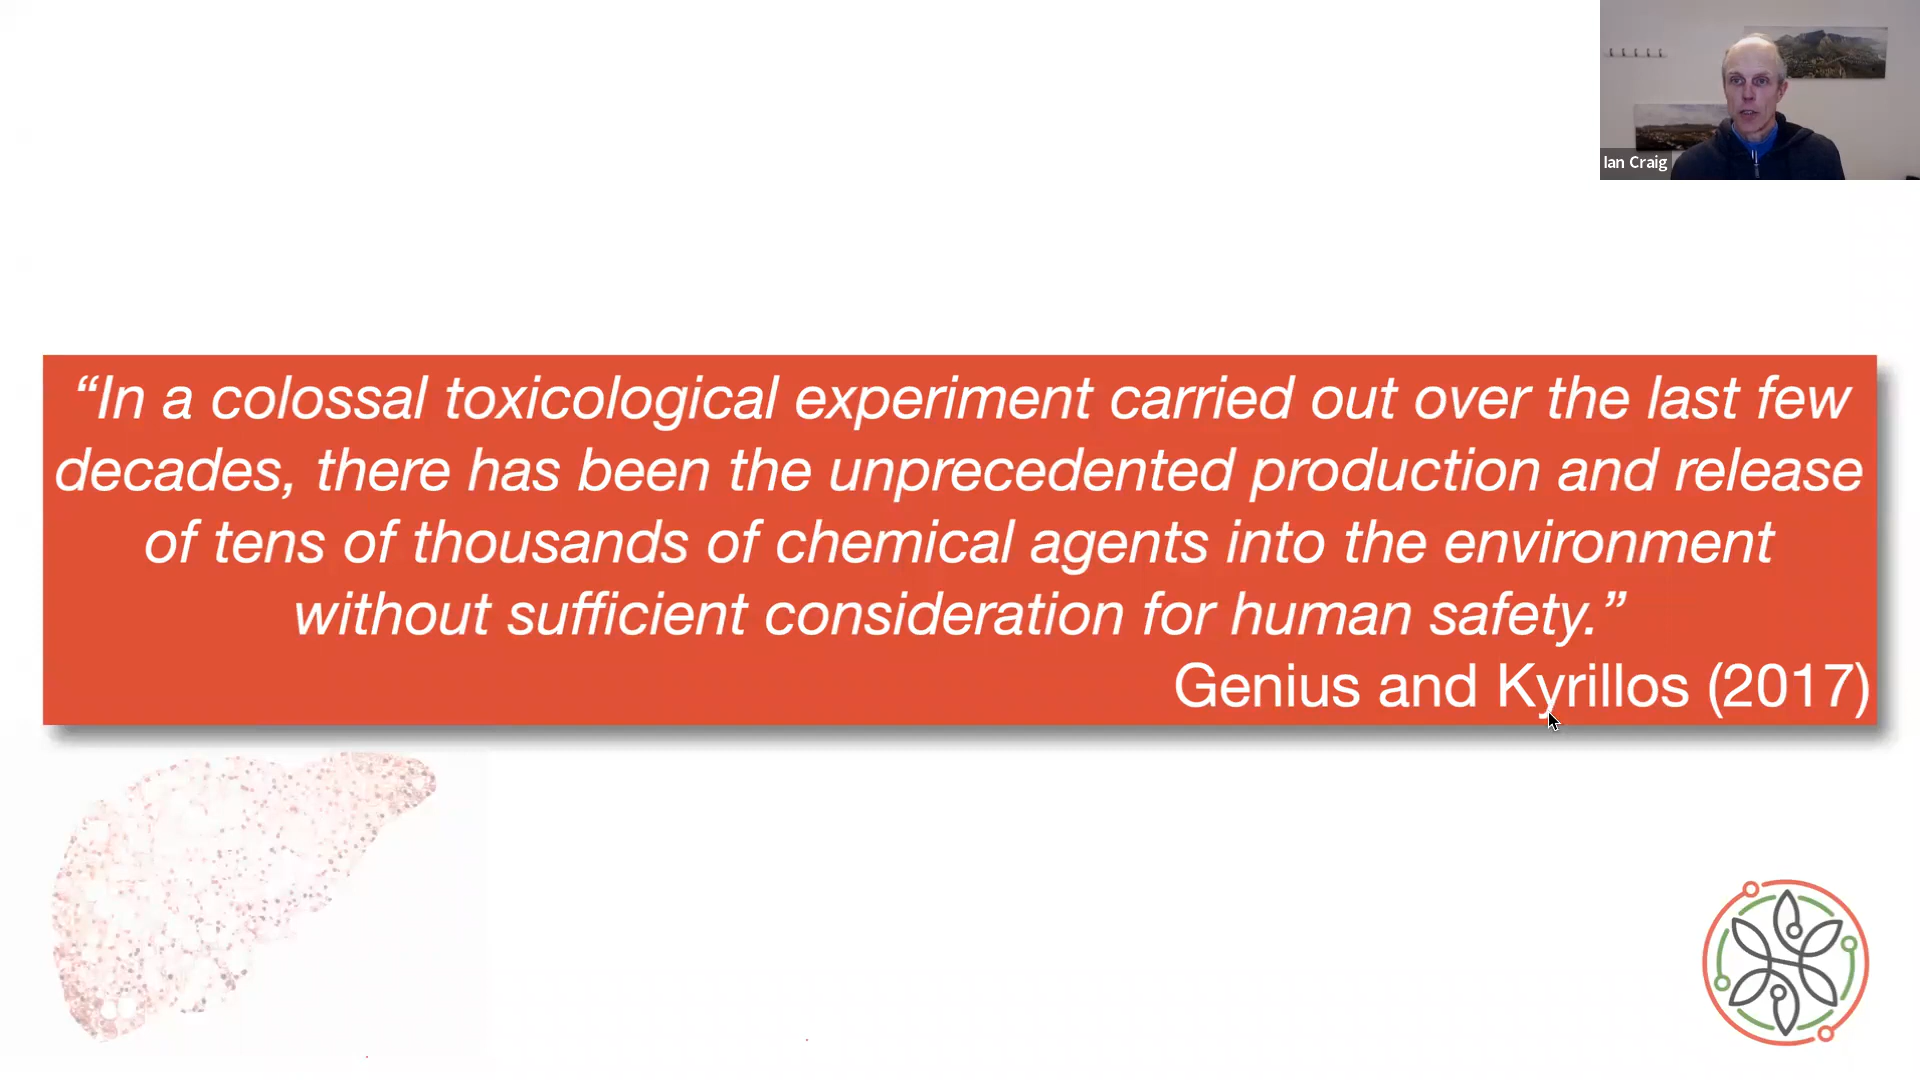 Ian Craig
“In a colossal toxicological experiment carried out over the last few
decades, there has been the unprecedented production and release
of tens of thousands of chemical agents into the environment
without sufficient consideration for human safety.”
Genius and Kyrillos (2017)